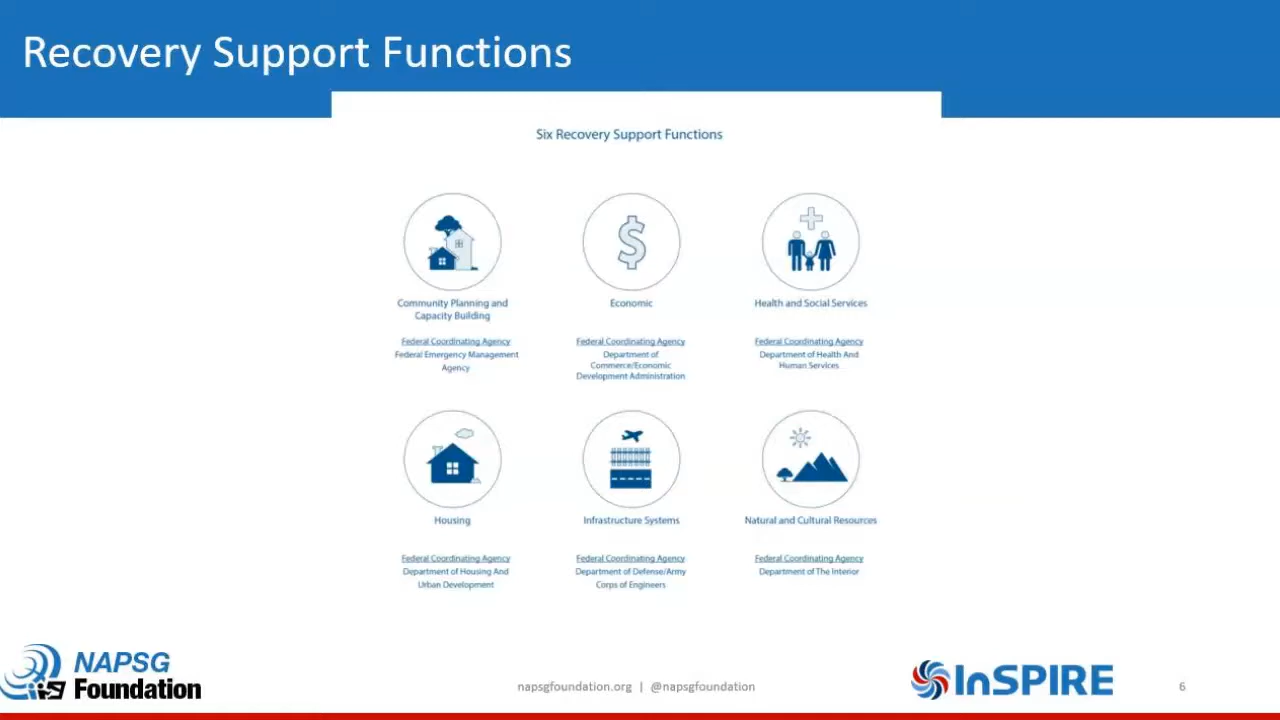 Recovery Support Functions
Six Recovery Support Functions
Community Planning and
Capacity Building
Federal Coordinating Agency
Federal Emergency Management
Agency
Economic
Federal Coordinating Agency
Department of
Commerce/Economic
Development Administration
Health and Social Services
Federal Coordinating Agency
Department of Health And
Human Services
Housing
Federal Coordinating Agency
Department of Housing And
Urban Development
Infrastructure Systems
Federal Coordinating Agency
Department of Defense/Army
Corps of Engineers
Natural and Cultural Resources
Federal Coordinating Agency
Department of The Interior
NAPSG
Foundation
napsgfoundation.org | @napsgfoundation
InSPIRE
6